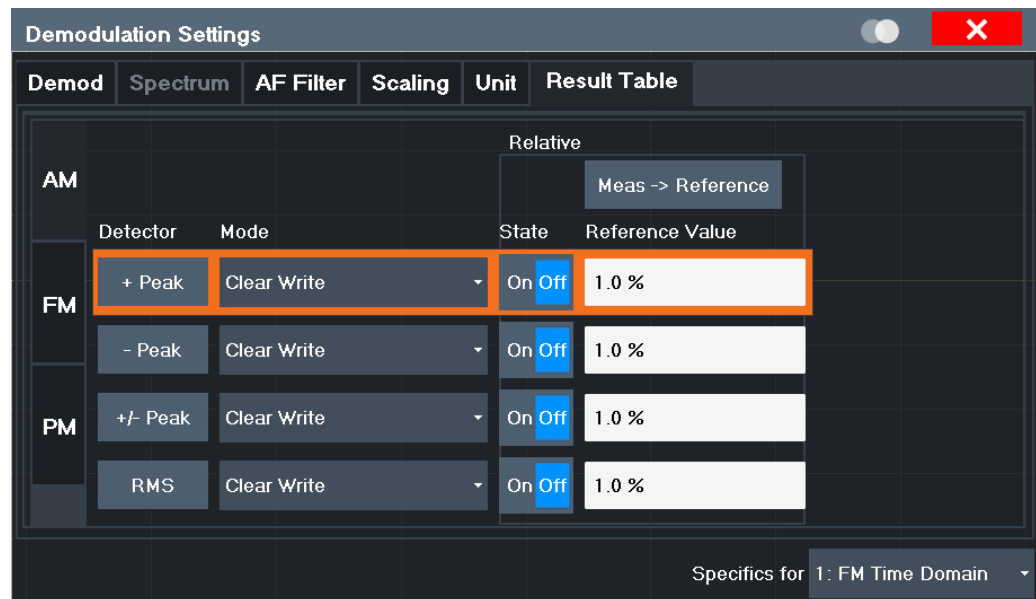 Demodulation Settings
Demod Spectrum AF Filter Scaling Unit Result Table
Relative
AM Meas -> Reference
Detector Mode State Reference Value
+ Peak Clear Write On Off 1.0 %
FM
- Peak Clear Write On Off 1.0 %
PM +/- Peak Clear Write On Off 1.0 %
RMS Clear Write On Off 1.0 %
Specifics for 1: FM Time Domain